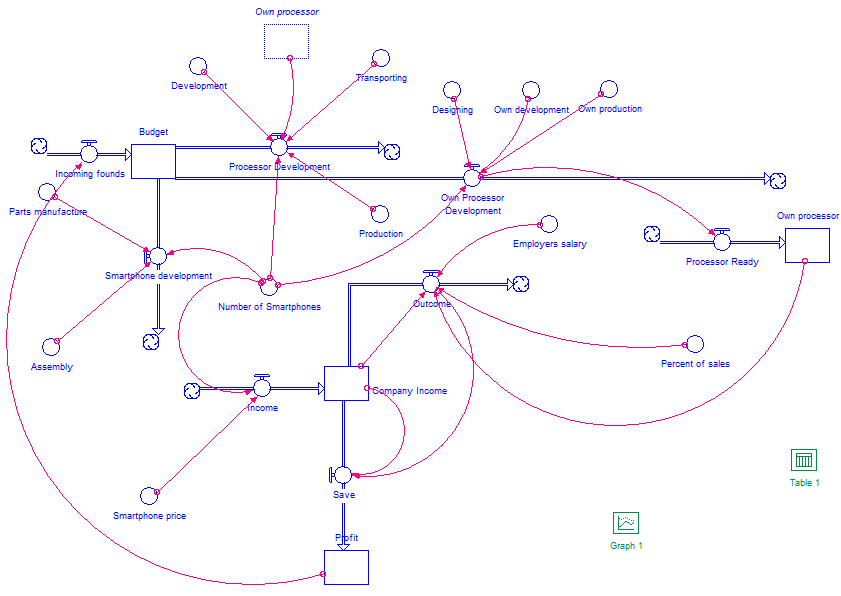 Own processor
Development
Transporting
Designing
Own development
Own production
Budget
Incoming founds
Processor Development
Parts manufacture
Own Processor
Development
Production
Employers salary
Own processor
Processor Ready
Smartphone development
Number of Smartphones
Outcome
Assembly
Percent of sales
Company Income
Income
Smartphone price
Save
Table 1
Profit
Graph 1